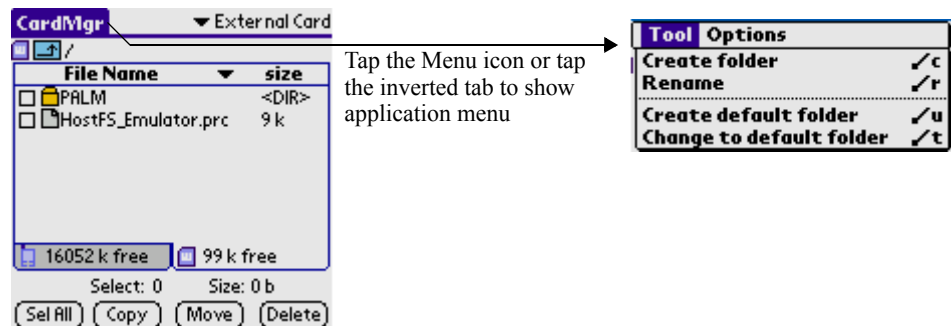 CardMgr ▼ External Card
/
File Name ▼ size
PALM <DIR>
HostFS_Emulator.prc 9 k
16052 k free 99 k free
Select: 0 Size: 0 b
Sel All Copy Move Delete
Tap the Menu icon or tap
the inverted tab to show
application menu
Tool Options
Create folder /c
Rename /r
Create default folder /u
Change to default folder /t